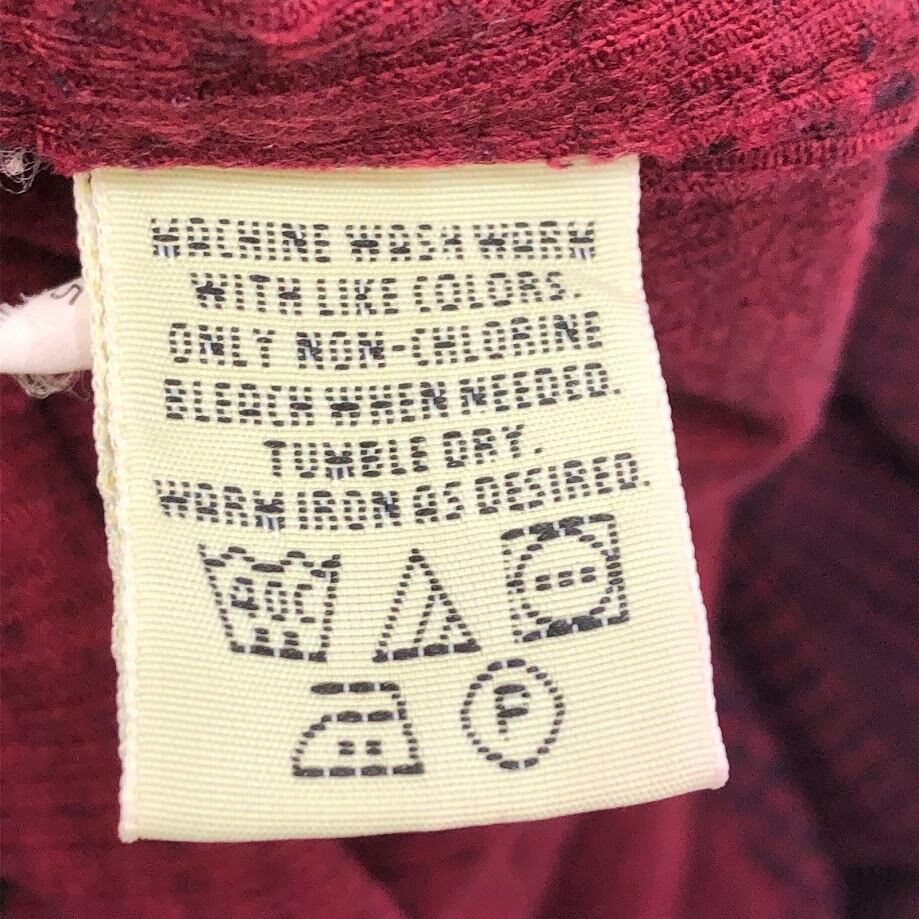 MACHINE WASH WARM
WITH LIKE COLORS.
ONLY NON-CHLORINE
BLEACH WHEN NEEDED.
TUMBLE DRY.
WARM IRON AS DESIRED.
40C
P